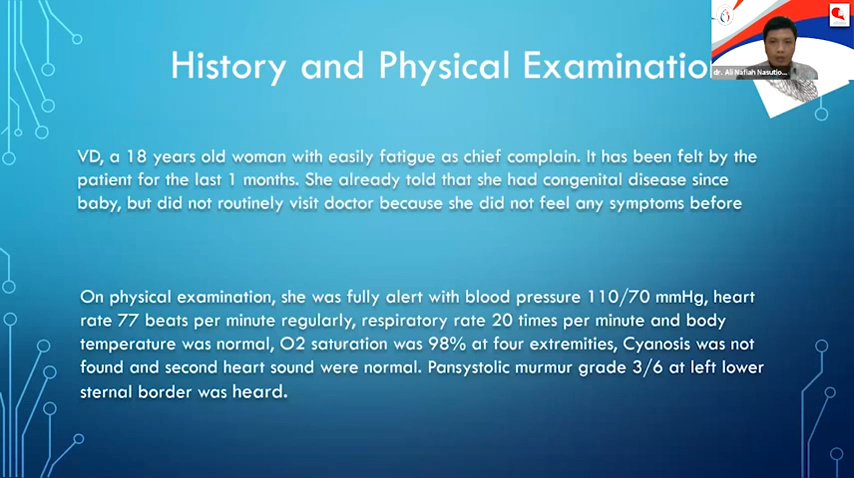 History and Physical Examinatio
dr. Ali Nafiah Nasutio...
VD, a 18 years old woman with easily fatigue as chief complain. It has been felt by the
patient for the last 1 months. She already told that she had congenital disease since
baby, but did not routinely visit doctor because she did not feel any symptoms before
On physical examination, she was fully alert with blood pressure 110/70 mmHg, heart
rate 77 beats per minute regularly, respiratory rate 20 times per minute and body
temperature was normal, O2 saturation was 98% at four extremities, Cyanosis was not
found and second heart sound were normal. Pansystolic murmur grade 3/6 at left lower
sternal border was heard.